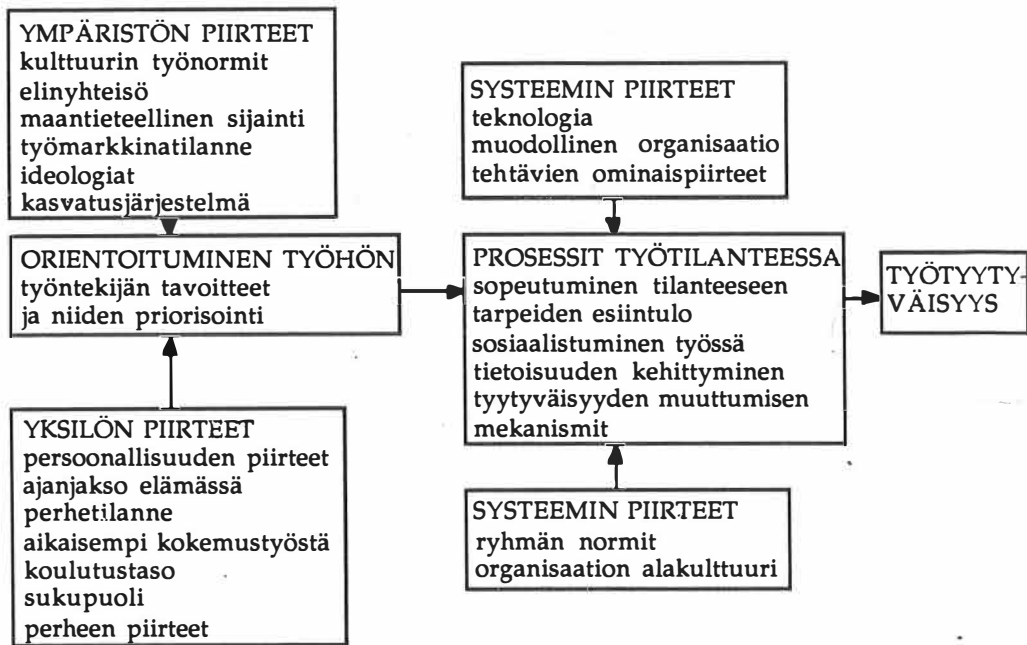 YMPÄRISTÖN PIIRTEET
kulttuurin työnormit
elinyhteisö
maantieteellinen sijainti
työmarkkinatilanne
ideologiat
kasvatusjärjestelmä
ORIENTOITUMINEN TYÖHÖN
työntekijän tavoitteet
ja niiden priorisointi
YKSILÖN PIIRTEET
persoonallisuuden piirteet
ajanjakso elämässä
perhetilanne
aikaisempi kokemustyöstä
koulutustaso
sukupuoli
perheen piirteet
SYSTEEMIN PIIRTEET
teknologia
muodollinen organisaatio
tehtävien ominaispiirteet
PROSESSIT TYÖTILANTEESSA
sopeutuminen tilanteeseen
tarpeiden esiintulo
sosiaalistuminen työssä
tietoisuuden kehittyminen
tyytyväisyyden muuttumisen
mekanismit
SYSTEEMIN PIIRTEET
ryhmän normit
organisaation alakulttuuri
TYÖTYYTY-
VÄISYYS